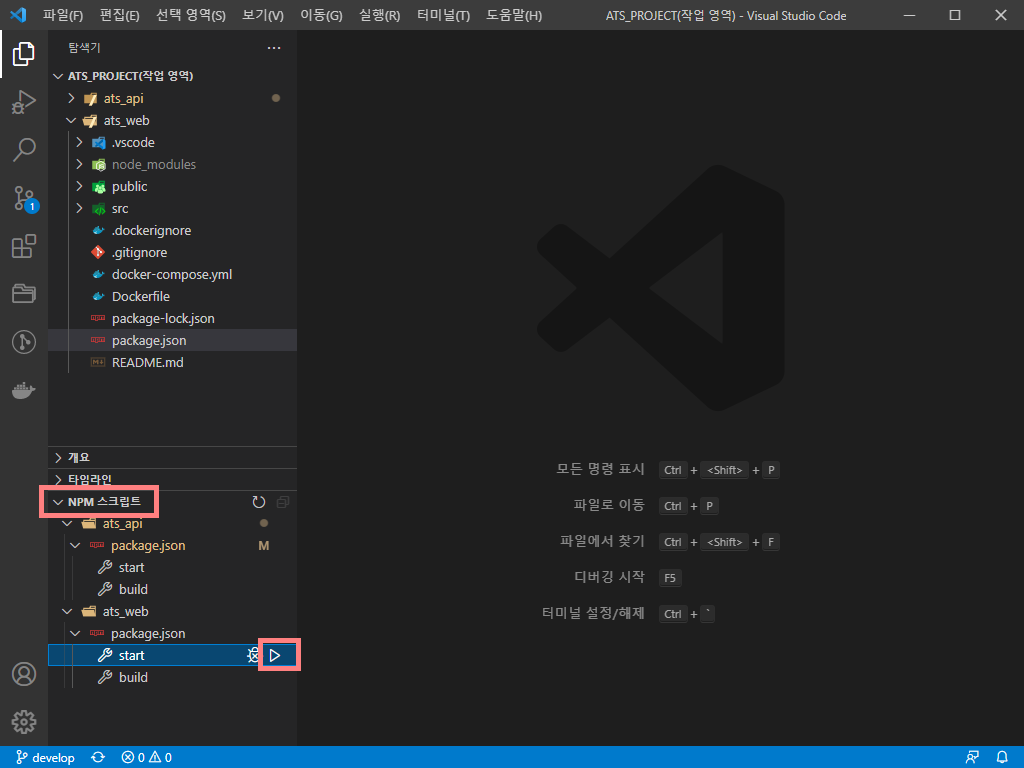 파일(F) 편집(E) 선택 영역(S) 보기(V) 이동(G) 실행(R) 터미널(T) 도움말(H) ATS_PROJECT(작업 영역) - Visual Studio Code
탐색기
ATS_PROJECT(작업 영역)
ats_api
ats_web
.vscode
node_modules
public
src
.dockerignore
.gitignore
docker-compose.yml
Dockerfile
package-lock.json
package.json
README.md
개요
타임라인
NPM 스크립트
ats_api
package.json M
start
build
ats_web
package.json
start
build
모든 명령 표시 Ctrl + <Shift> + P
파일로 이동 Ctrl + P
파일에서 찾기 Ctrl + <Shift> + F
디버깅 시작 F5
터미널 설정/해제 Ctrl + `
1
develop 0 0